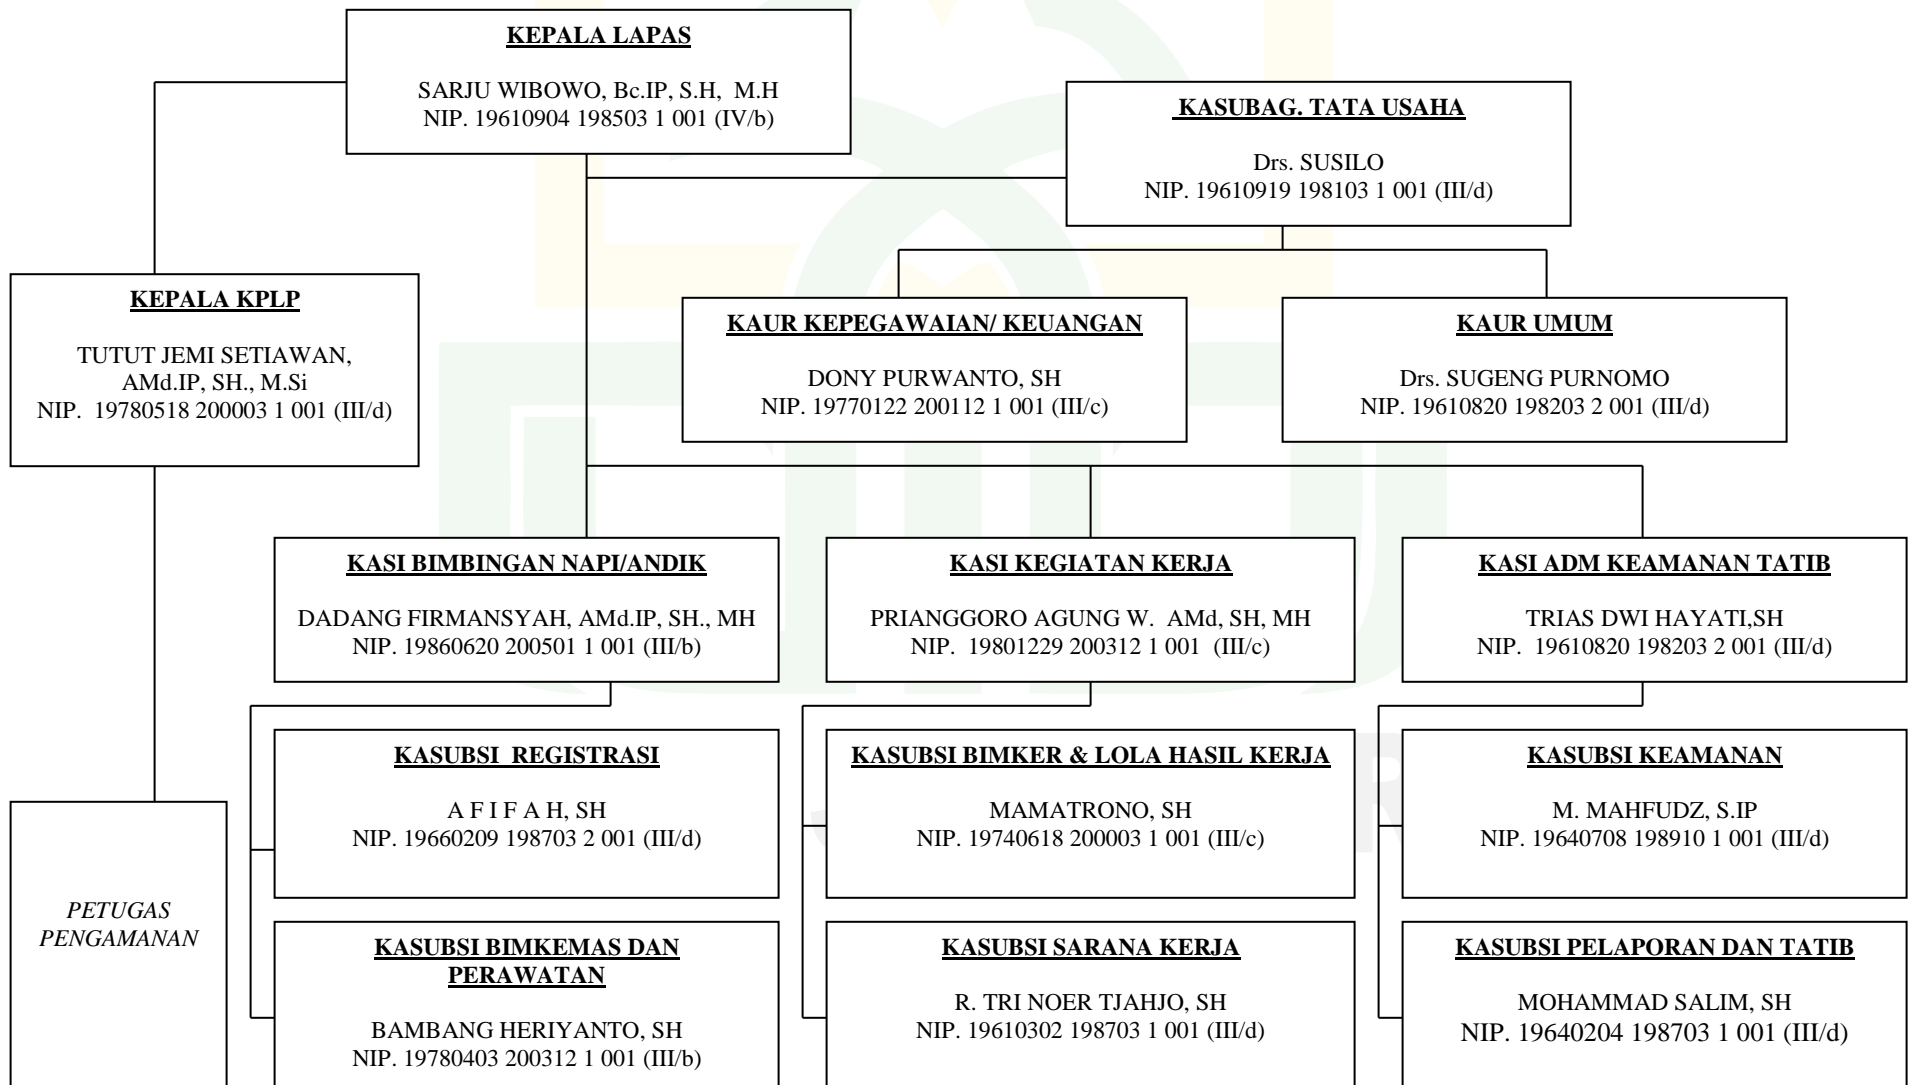 KEPALA LAPAS
SARJU WIBOWO, Bc.IP, S.H, M.H
NIP. 19610904 198503 1 001 (IV/b)
KASUBAG. TATA USAHA
Drs. SUSILO
NIP. 19610919 198103 1 001 (III/d)
KEPALA KPLP
TUTUT JEMI SETIAWAN,
AMd.IP, SH., M.Si
NIP. 19780518 200003 1 001 (III/d)
KAUR KEPEGAWAIAN/ KEUANGAN
DONY PURWANTO, SH
NIP. 19770122 200112 1 001 (III/c)
KAUR UMUM
Drs. SUGENG PURNOMO
NIP. 19610820 198203 2 001 (III/d)
KASI BIMBINGAN NAPI/ANDIK
DADANG FIRMANSYAH, AMd.IP, SH., MH
NIP. 19860620 200501 1 001 (III/b)
KASI KEGIATAN KERJA
PRIANGGORO AGUNG W. AMd, SH, MH
NIP. 19801229 200312 1 001 (III/c)
KASI ADM KEAMANAN TATIB
TRIAS DWI HAYATI,SH
NIP. 19610820 198203 2 001 (III/d)
KASUBSI REGISTRASI
A F I F A H, SH
NIP. 19660209 198703 2 001 (III/d)
KASUBSI BIMKER & LOLA HASIL KERJA
MAMATRONO, SH
NIP. 19740618 200003 1 001 (III/c)
KASUBSI KEAMANAN
M. MAHFUDZ, S.IP
NIP. 19640708 198910 1 001 (III/d)
PETUGAS
PENGAMANAN
KASUBSI BIMKEMAS DAN
PERAWATAN
BAMBANG HERIYANTO, SH
NIP. 19780403 200312 1 001 (III/b)
KASUBSI SARANA KERJA
R. TRI NOER TJAHJO, SH
NIP. 19610302 198703 1 001 (III/d)
KASUBSI PELAPORAN DAN TATIB
MOHAMMAD SALIM, SH
NIP. 19640204 198703 1 001 (III/d)